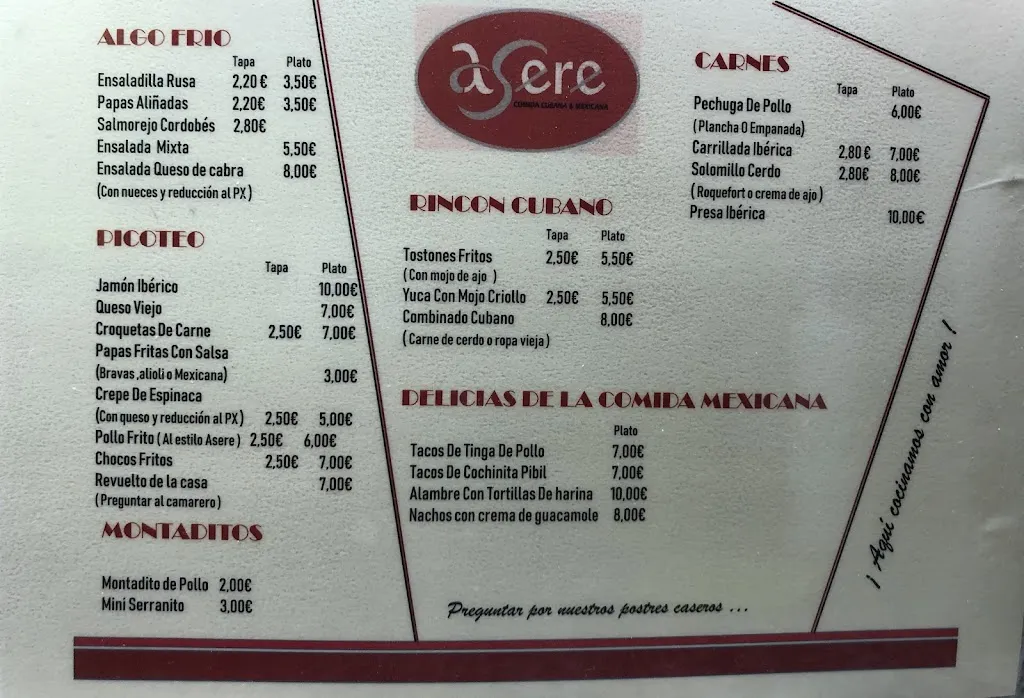 ALGO FRIO
Tapa Plato
Ensaladilla Rusa 2,20 € 3,50€
Papas Aliñadas 2,20€ 3,50€
Salmorejo Cordobés 2,80€
Ensalada Mixta 5,50€
Ensalada Queso de cabra 8,00€
(Con nueces y reducción al PX)
PICOTEO
Tapa Plato
Jamón Ibérico 10,00€
Queso Viejo 7,00€
Croquetas De Carne 2,50€ 7,00€
Papas Fritas Con Salsa
(Bravas ,alioli o Mexicana) 3,00€
Crepe De Espinaca
(Con queso y reducción al PX) 2,50€ 5,00€
Pollo Frito ( Al estilo Asere ) 2,50€ 6,00€
Chocos Fritos 2,50€ 7,00€
Revuelto de la casa 7,00€
(Preguntar al camarero)
MONTADITOS
Montadito de Pollo 2,00€
Mini Serranito 3,00€
aSere
COMIDA CUBANA & IBERICANA
RINCON CUBANO
Tapa Plato
Tostones Fritos 2,50€ 5,50€
(Con mojo de ajo )
Yuca Con Mojo Criollo 2,50€ 5,50€
Combinado Cubano 8,00€
(Carne de cerdo o ropa vieja)
DELICIAS DE LA COMIDA MEXICANA
Plato
Tacos De Tinga De Pollo 7,00€
Tacos De Cochinita Pibil 7,00€
Alambre Con Tortillas De harina 10,00€
Nachos con crema de guacamole 8,00€
Preguntar por nuestros postres caseros ...
CARNES
Tapa Plato
Pechuga De Pollo 6,00€
(Plancha O Empanada)
Carrillada Ibérica 2,80 € 7,00€
Solomillo Cerdo 2,80€ 8,00€
( Roquefort o crema de ajo )
Presa Ibérica 10,00€
¡ Aquí cocinamos con amor !